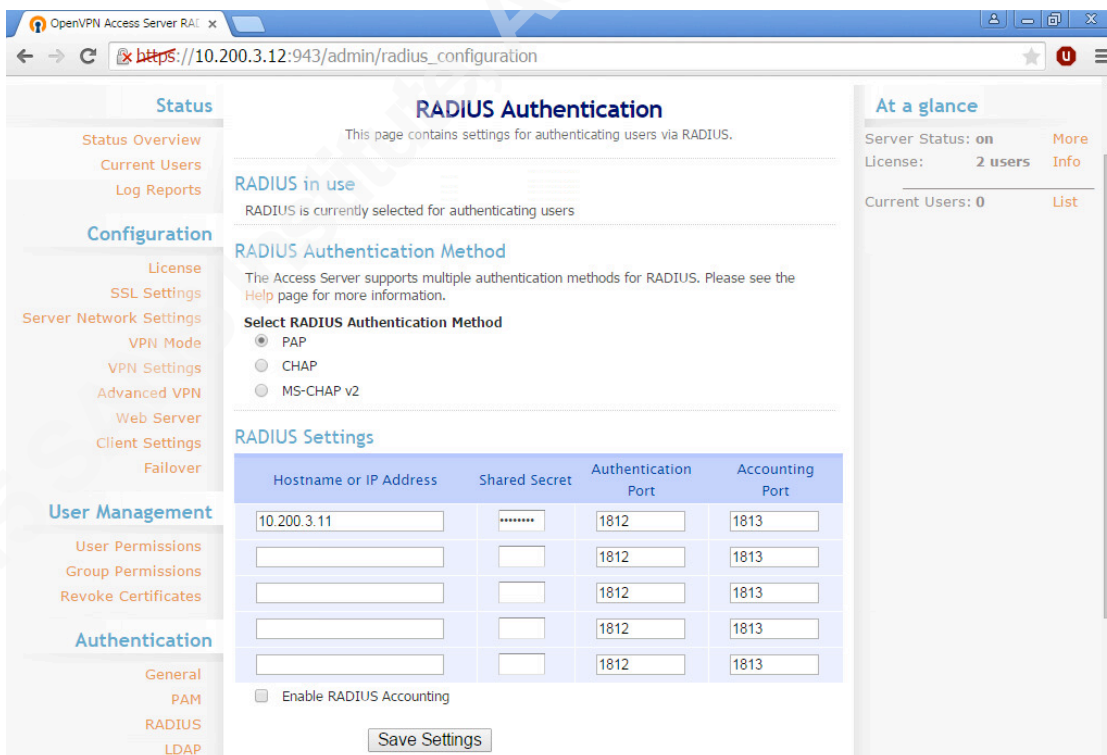 OpenVPN Access Server RAD
https://10.200.3.12:943/admin/radius_configuration
Status
Status Overview
Current Users
Log Reports
Configuration
License
SSL Settings
Server Network Settings
VPN Mode
VPN Settings
Advanced VPN
Web Server
Client Settings
Failover
User Management
User Permissions
Group Permissions
Revoke Certificates
Authentication
General
PAM
RADIUS
LDAP
RADIUS Authentication
This page contains settings for authenticating users via RADIUS.
RADIUS in use
RADIUS is currently selected for authenticating users
RADIUS Authentication Method
The Access Server supports multiple authentication methods for RADIUS. Please see the
Help page for more information.
Select RADIUS Authentication Method
PAP
CHAP
MS-CHAP v2
RADIUS Settings
Hostname or IP Address Shared Secret Authentication Port Accounting Port
10.200.3.11 •••••••• 1812 1813
1812 1813
1812 1813
1812 1813
1812 1813
Enable RADIUS Accounting
Save Settings
At a glance
Server Status: on More
License: 2 users Info
Current Users: 0 List